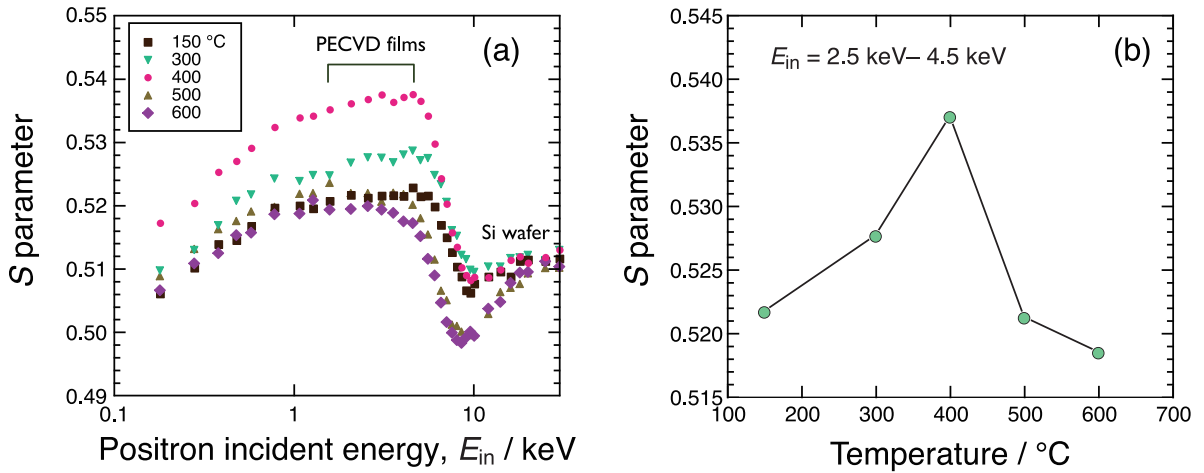 0.55
0.54
0.53
0.52
0.51
0.50
0.49
0.1
1
10
S parameter
Positron incident energy, Ein / keV
150 °C
300
400
500
600
PECVD films
(a)
Si wafer
0.545
0.540
0.535
0.530
0.525
0.520
0.515
100
200
300
400
500
600
700
S parameter
Temperature / °C
Ein = 2.5 keV– 4.5 keV
(b)